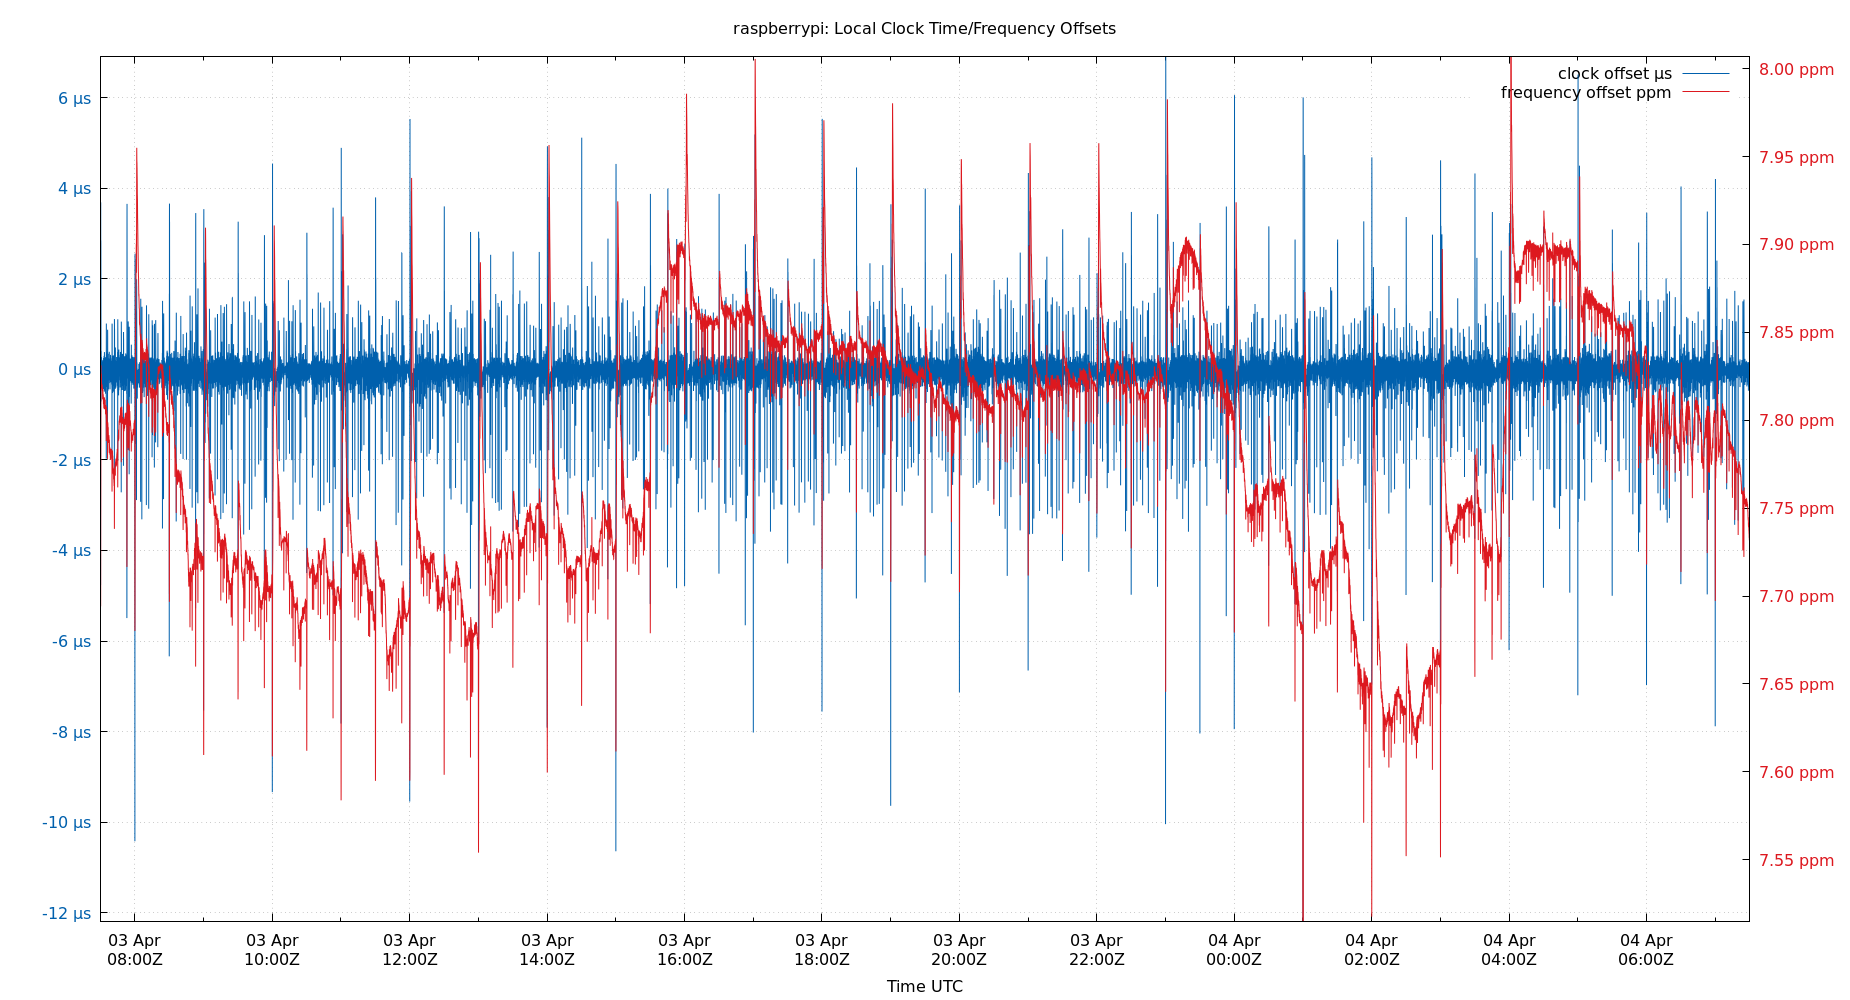 raspberrypi: Local Clock Time/Frequency Offsets
clock offset µs
frequency offset ppm
6 µs
4 µs
2 µs
0 µs
-2 µs
-4 µs
-6 µs
-8 µs
-10 µs
-12 µs
8.00 ppm
7.95 ppm
7.90 ppm
7.85 ppm
7.80 ppm
7.75 ppm
7.70 ppm
7.65 ppm
7.60 ppm
7.55 ppm
03 Apr 03 Apr 03 Apr 03 Apr 03 Apr 03 Apr 03 Apr 03 Apr 04 Apr 04 Apr 04 Apr 04 Apr
08:00Z 10:00Z 12:00Z 14:00Z 16:00Z 18:00Z 20:00Z 22:00Z 00:00Z 02:00Z 04:00Z 06:00Z
Time UTC